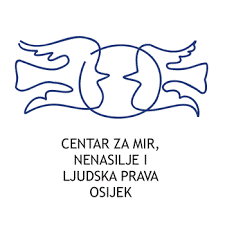 CENTAR ZA MIR,
NENASILJE I
LJUDSKA PRAVA
OSIJEK